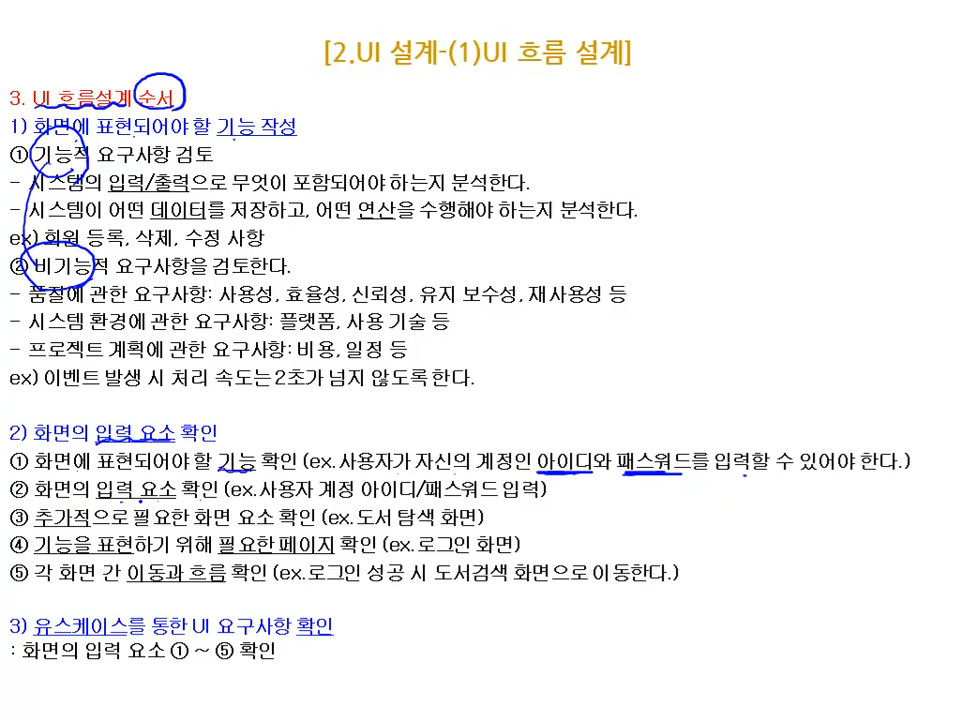 [2.UI 설계-(1)UI 흐름 설계]
3. UI 흐름설계 순서
1) 화면에 표현되어야 할 기능 작성
① 기능적 요구사항 검토
- 시스템의 입력/출력으로 무엇이 포함되어야 하는지 분석한다.
- 시스템이 어떤 데이터를 저장하고, 어떤 연산을 수행해야 하는지 분석한다.
ex) 회원 등록, 삭제, 수정 사항
② 비기능적 요구사항을 검토한다.
- 품질에 관한 요구사항: 사용성, 효율성, 신뢰성, 유지 보수성, 재사용성 등
- 시스템 환경에 관한 요구사항: 플랫폼, 사용 기술 등
- 프로젝트 계획에 관한 요구사항: 비용, 일정 등
ex) 이벤트 발생 시 처리 속도는 2초가 넘지 않도록 한다.
2) 화면의 입력 요소 확인
① 화면에 표현되어야 할 기능 확인 (ex.사용자가 자신의 계정인 아이디와 패스워드를 입력할 수 있어야 한다.)
② 화면의 입력 요소 확인 (ex.사용자 계정 아이디/패스워드 입력)
③ 추가적으로 필요한 화면 요소 확인 (ex.도서 탐색 화면)
④ 기능을 표현하기 위해 필요한 페이지 확인 (ex.로그인 화면)
⑤ 각 화면 간 이동과 흐름 확인 (ex.로그인 성공 시 도서검색 화면으로 이동한다.)
3) 유스케이스를 통한 UI 요구사항 확인
: 화면의 입력 요소 ① ~ ⑤ 확인